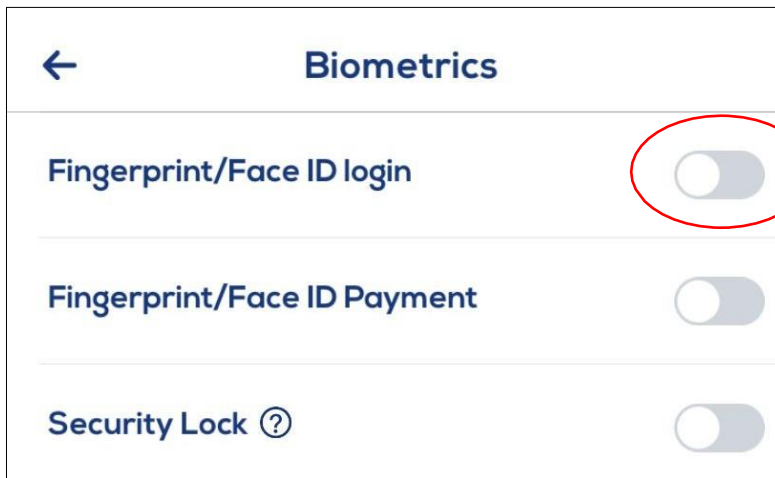 Biometrics
Fingerprint/Face ID login
Fingerprint/Face ID Payment
Security Lock ?